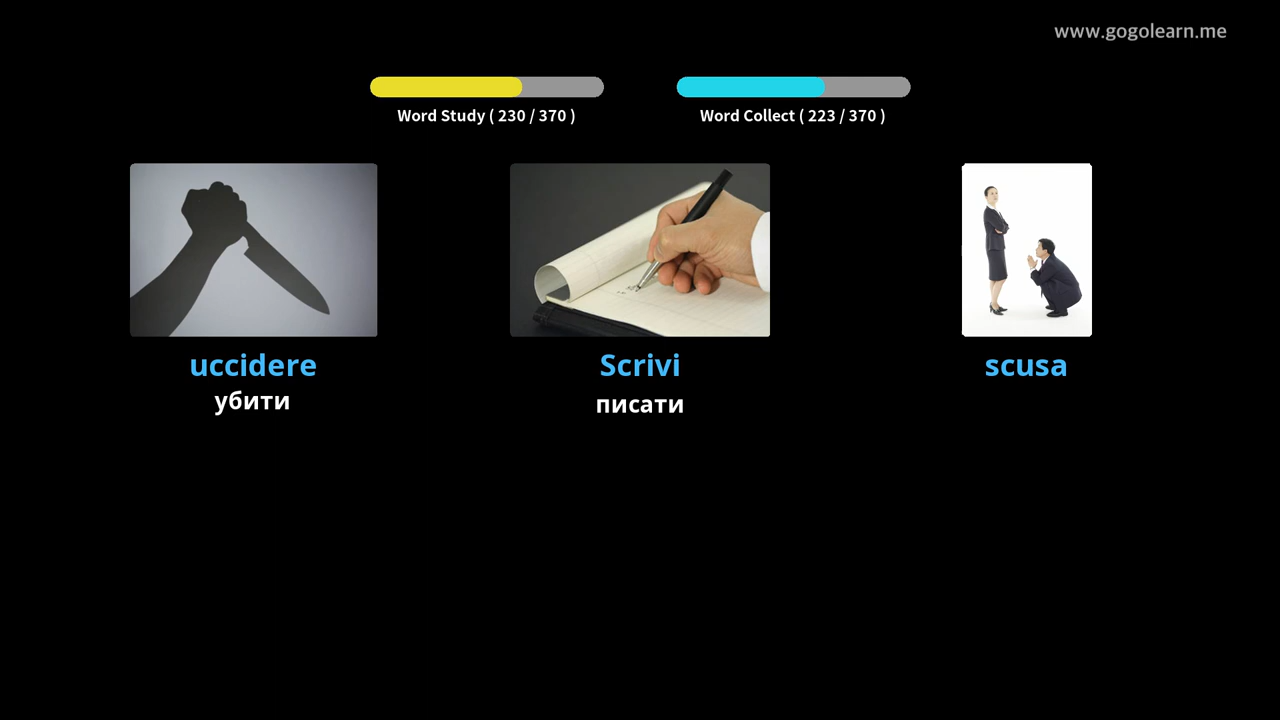 www.gogolearn.me
Word Study ( 230 / 370 )
Word Collect ( 223 / 370 )
uccidere
Scrivi
scusa
убити
писати